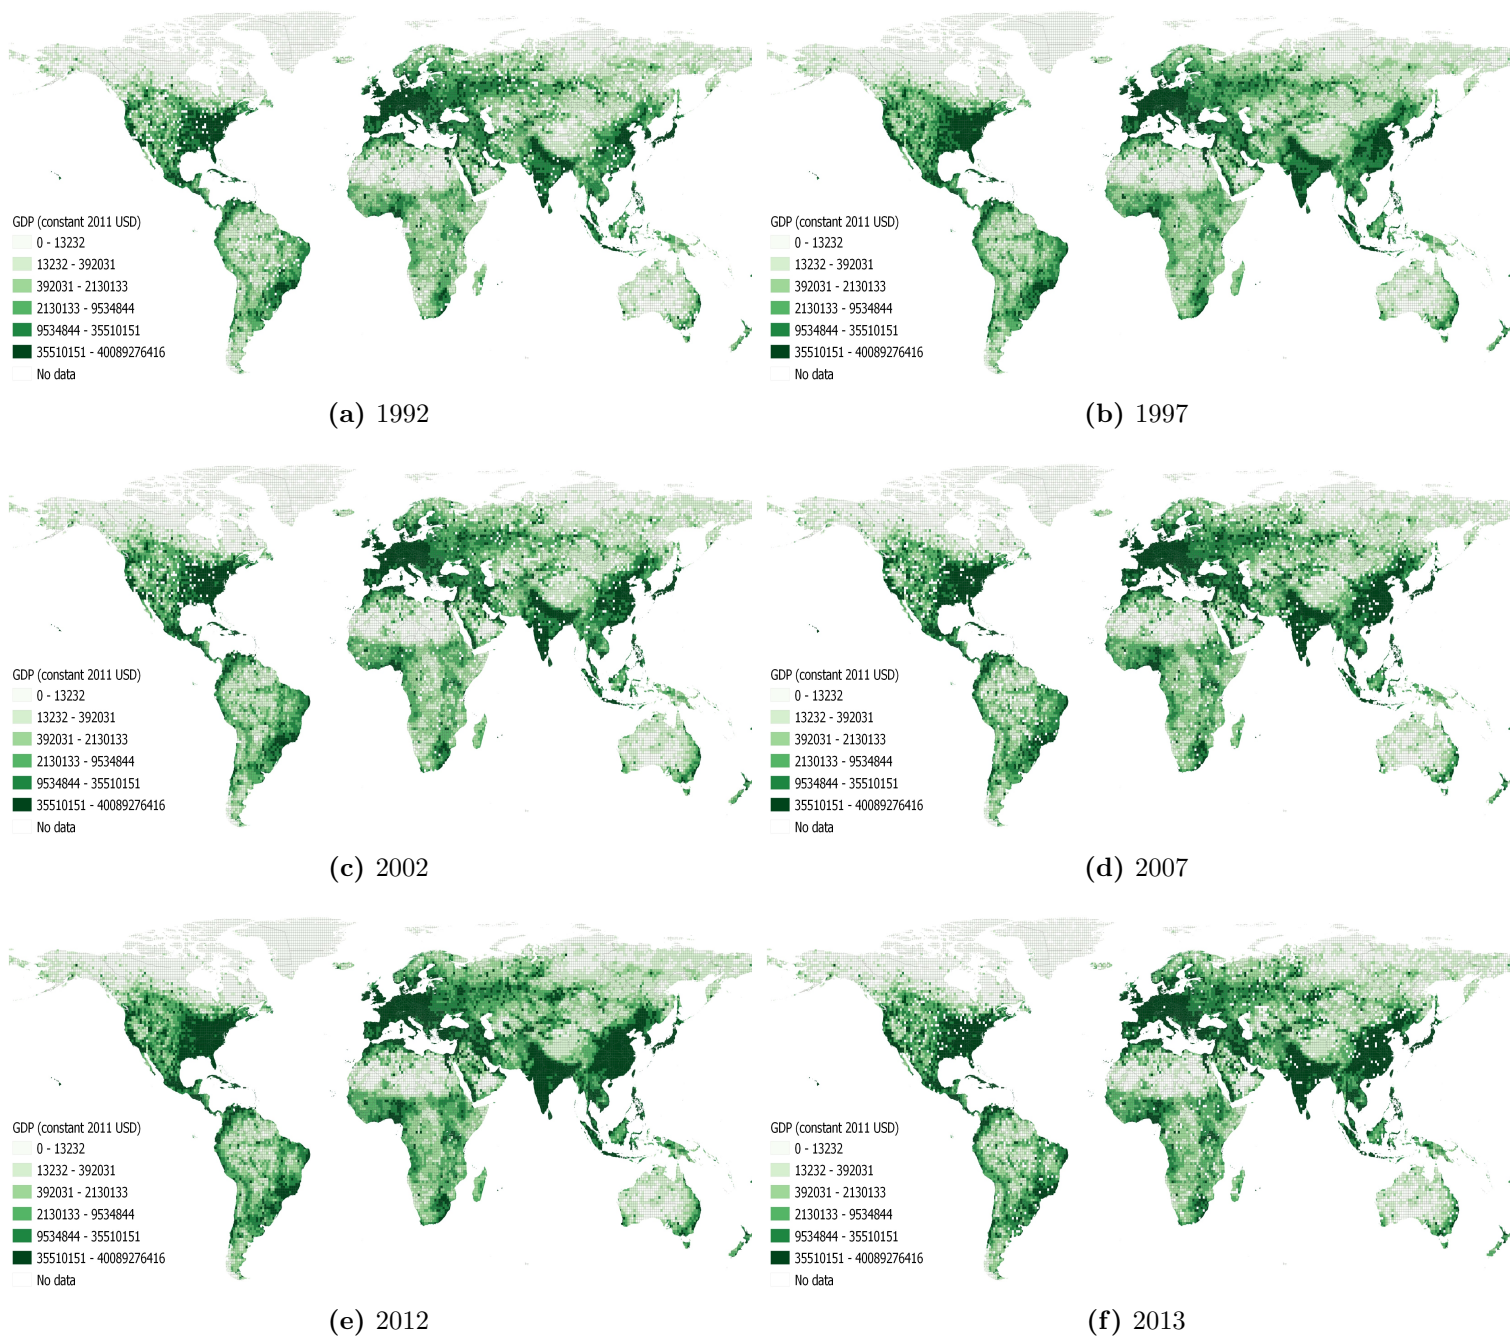 GDP (constant 2011 USD)
0 - 13232
13232 - 392031
392031 - 2130133
2130133 - 9534844
9534844 - 35510151
35510151 - 40089276416
No data
(a) 1992
GDP (constant 2011 USD)
0 - 13232
13232 - 392031
392031 - 2130133
2130133 - 9534844
9534844 - 35510151
35510151 - 40089276416
No data
(b) 1997
GDP (constant 2011 USD)
0 - 13232
13232 - 392031
392031 - 2130133
2130133 - 9534844
9534844 - 35510151
35510151 - 40089276416
No data
(c) 2002
GDP (constant 2011 USD)
0 - 13232
13232 - 392031
392031 - 2130133
2130133 - 9534844
9534844 - 35510151
35510151 - 40089276416
No data
(d) 2007
GDP (constant 2011 USD)
0 - 13232
13232 - 392031
392031 - 2130133
2130133 - 9534844
9534844 - 35510151
35510151 - 40089276416
No data
(e) 2012
GDP (constant 2011 USD)
0 - 13232
13232 - 392031
392031 - 2130133
2130133 - 9534844
9534844 - 35510151
35510151 - 40089276416
No data
(f) 2013